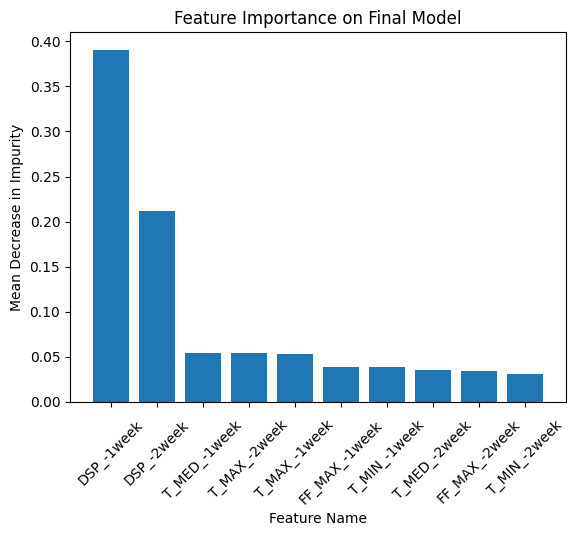 Feature Importance on Final Model
Mean Decrease in Impurity
0.40
0.35
0.30
0.25
0.20
0.15
0.10
0.05
0.00
DSP_-1week
DSP_-2week
T_MED_-1week
T_MAX_-2week
T_MAX_-1week
FF_MAX_-1week
T_MIN_-1week
T_MED_-2week
FF_MAX_-2week
T_MIN_-2week
Feature Name